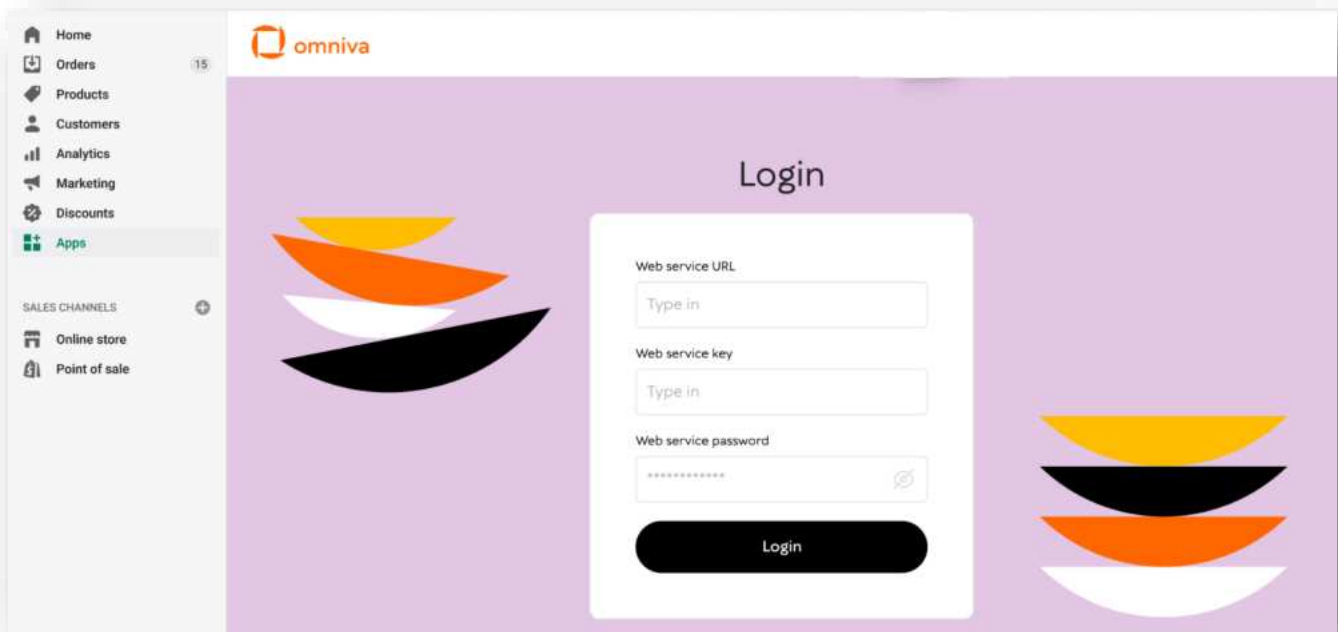 Home
Orders 15
Products
Customers
Analytics
Marketing
Discounts
Apps
SALES CHANNELS
Online store
Point of sale
omniva
Login
Web service URL
Type in
Web service key
Type in
Web service password
************
Login